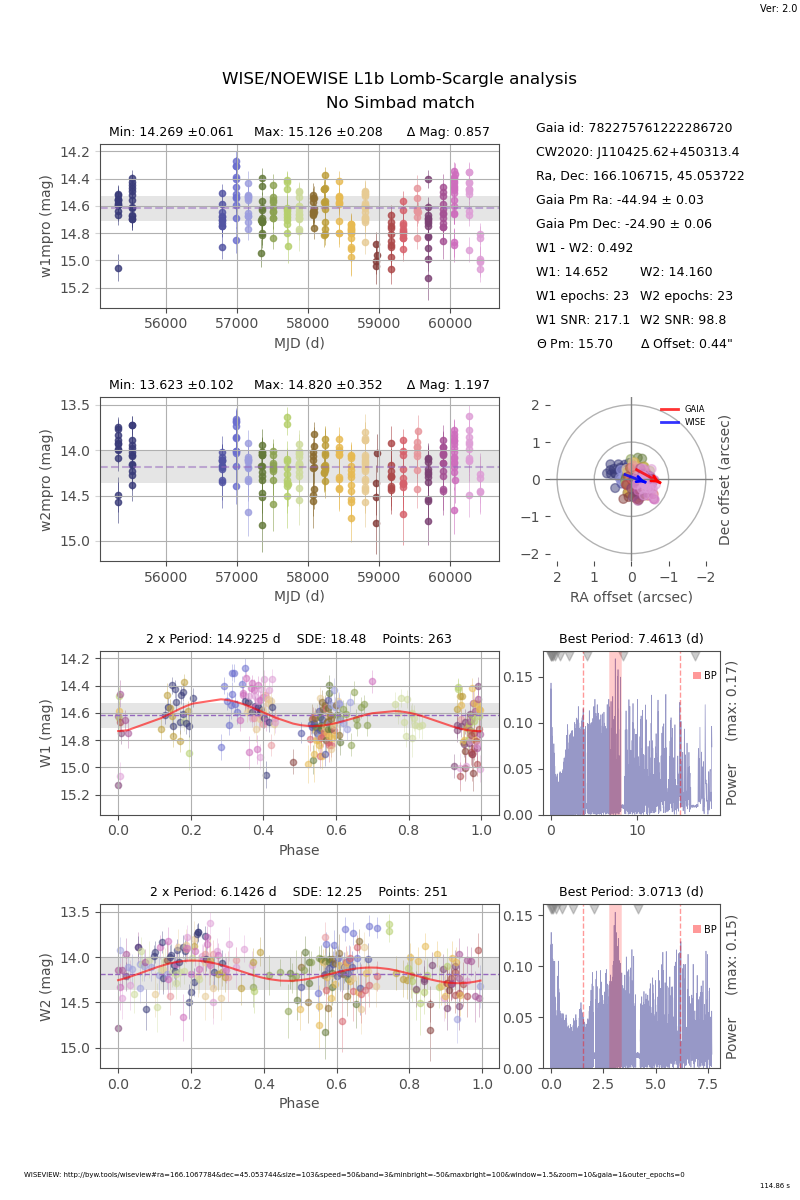 Ver: 2.0
WISE/NOEWISE L1b Lomb-Scargle analysis
No Simbad match
Min: 14.269 ±0.061 Max: 15.126 ±0.208 Δ Mag: 0.857
14.2
14.4
14.6
14.8
15.0
15.2
w1mpro (mag)
56000 57000 58000 59000 60000
MJD (d)
Gaia id: 782275761222286720
CW2020: J110425.62+450313.4
Ra, Dec: 166.106715, 45.053722
Gaia Pm Ra: -44.94 ± 0.03
Gaia Pm Dec: -24.90 ± 0.06
W1 - W2: 0.492
W1: 14.652 W2: 14.160
W1 epochs: 23 W2 epochs: 23
W1 SNR: 217.1 W2 SNR: 98.8
Θ Pm: 15.70 Δ Offset: 0.44"
Min: 13.623 ±0.102 Max: 14.820 ±0.352 Δ Mag: 1.197
13.5
14.0
14.5
15.0
w2mpro (mag)
56000 57000 58000 59000 60000
MJD (d)
GAIA
WISE
2
1
0
−1
−2
2 1 0 −1 −2
RA offset (arcsec)
Dec offset (arcsec)
2 x Period: 14.9225 d SDE: 18.48 Points: 263
14.2
14.4
14.6
14.8
15.0
15.2
W1 (mag)
0.0 0.2 0.4 0.6 0.8 1.0
Phase
Best Period: 7.4613 (d)
BP
0.15
0.10
0.05
0.00
0 10
Power (max: 0.17)
2 x Period: 6.1426 d SDE: 12.25 Points: 251
13.5
14.0
14.5
15.0
W2 (mag)
0.0 0.2 0.4 0.6 0.8 1.0
Phase
Best Period: 3.0713 (d)
BP
0.15
0.10
0.05
0.00
0.0 2.5 5.0 7.5
Power (max: 0.15)
WISEVIEW: http://byw.tools/wiseview#ra=166.1067784&dec=45.053744&size=103&speed=50&band=3&minbright=-50&maxbright=100&window=1.5&zoom=10&gaia=1&outer_epochs=0
114.86 s